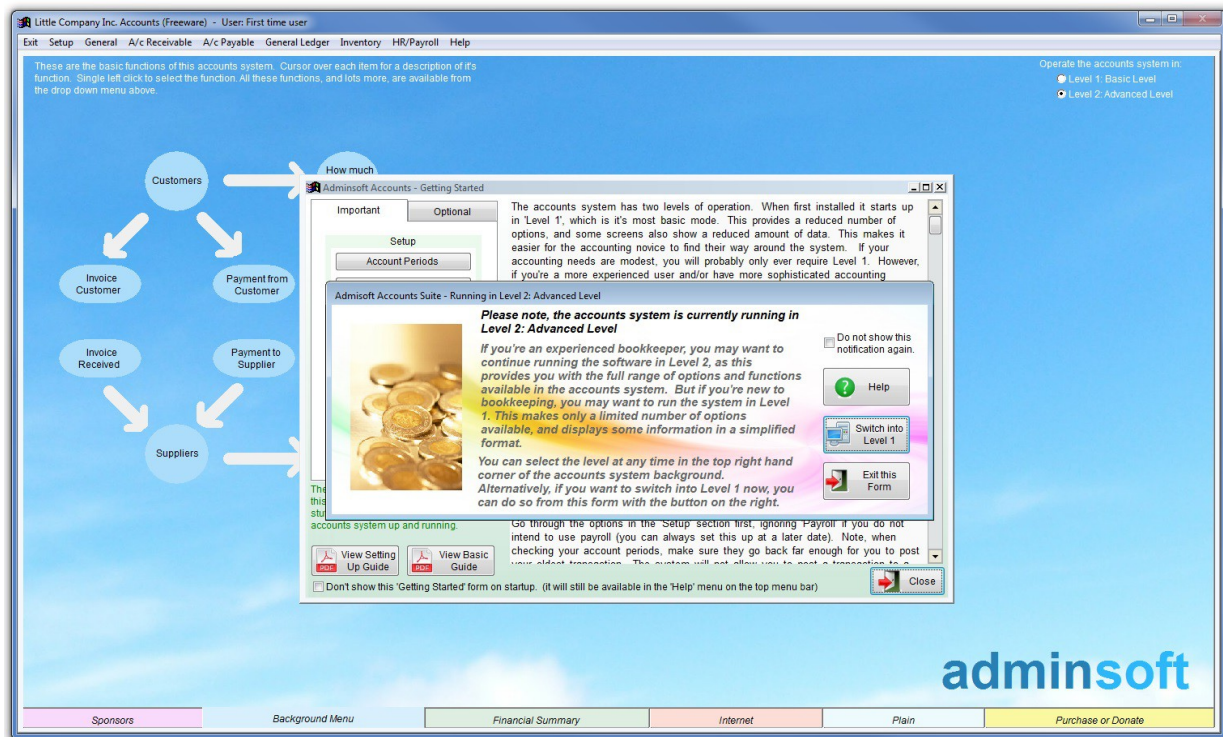 Little Company Inc. Accounts (Freeware) - User: First time user
Exit Setup General A/c Receivable A/c Payable General Ledger Inventory HR/Payroll Help
These are the basic functions of this accounts system. Cursor over each item for a description of it's
function. Single left click to select the function. All these functions, and lots more, are available from
the drop down menu above.
Operate the accounts system in:
Level 1: Basic Level
Level 2: Advanced Level
Customers
How much
Invoice
Customer
Payment from
Customer
Invoice
Received
Payment to
Supplier
Suppliers
Adminsoft Accounts - Getting Started
Important
Optional
Setup
Account Periods
The accounts system has two levels of operation. When first installed it starts up
in 'Level 1', which is it's most basic mode. This provides a reduced number of
options, and some screens also show a reduced amount of data. This makes it
easier for the accounting novice to find their way around the system. If your
accounting needs are modest, you will probably only ever require Level 1. However,
if you're a more experienced user and/or have more sophisticated accounting
Admisoft Accounts Suite - Running in Level 2: Advanced Level
Please note, the accounts system is currently running in
Level 2: Advanced Level
If you're an experienced bookkeeper, you may want to
continue running the software in Level 2, as this
provides you with the full range of options and functions
available in the accounts system. But if you're new to
bookkeeping, you may want to run the system in Level
1. This makes only a limited number of options
available, and displays some information in a simplified
format.
You can select the level at any time in the top right hand
corner of the accounts system background.
Alternatively, if you want to switch into Level 1 now, you
can do so from this form with the button on the right.
Do not show this
notification again.
Help
Switch into
Level 1
Exit this
Form
accounts system up and running.
Go through the options in the 'Setup' section first, ignoring 'Payroll' if you do not
intend to use payroll (you can always set this up at a later date). Note, when
checking your account periods, make sure they go back far enough for you to post
your oldest transaction. The system will not allow you to post a transaction to a
PDF
View Setting
Up Guide
PDF
View Basic
Guide
Don't show this 'Getting Started' form on startup. (it will still be available in the 'Help' menu on the top menu bar)
Close
adminsoft
Sponsors
Background Menu
Financial Summary
Internet
Plain
Purchase or Donate